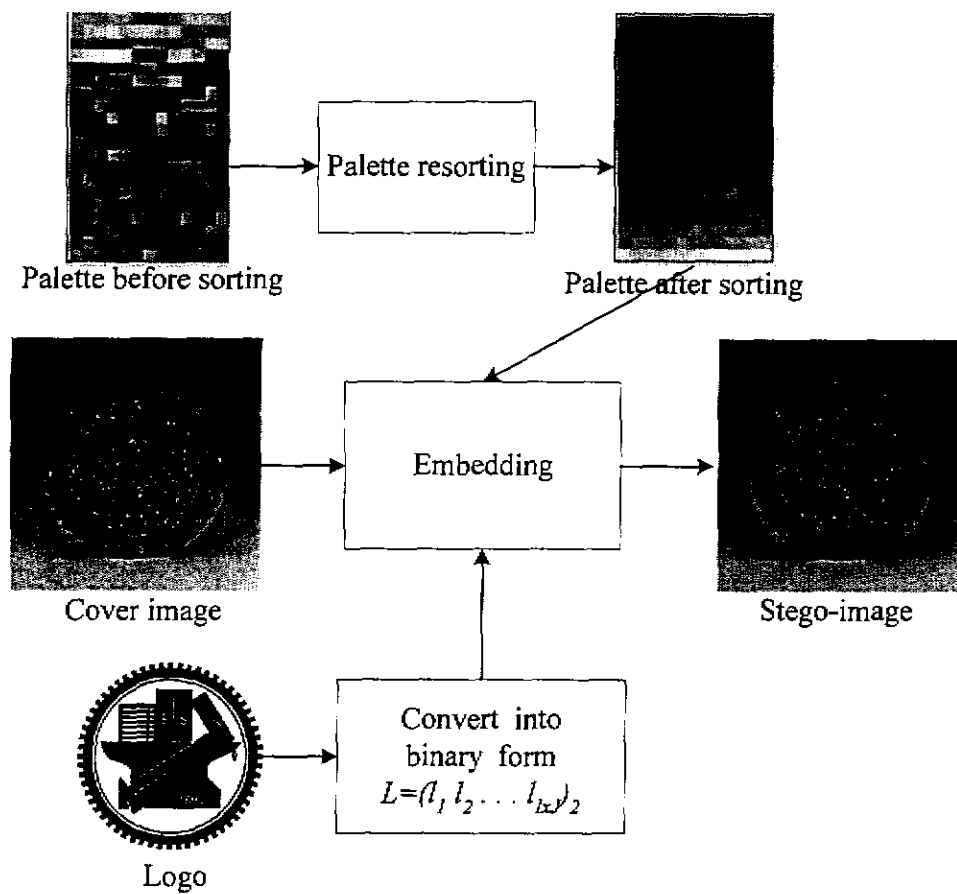 Palette resorting
Palette before sorting
Palette after sorting
Embedding
Cover image
Stego-image
Convert into
binary form
L=(l₁ l₂ . . . lₗₓ)₂
Logo